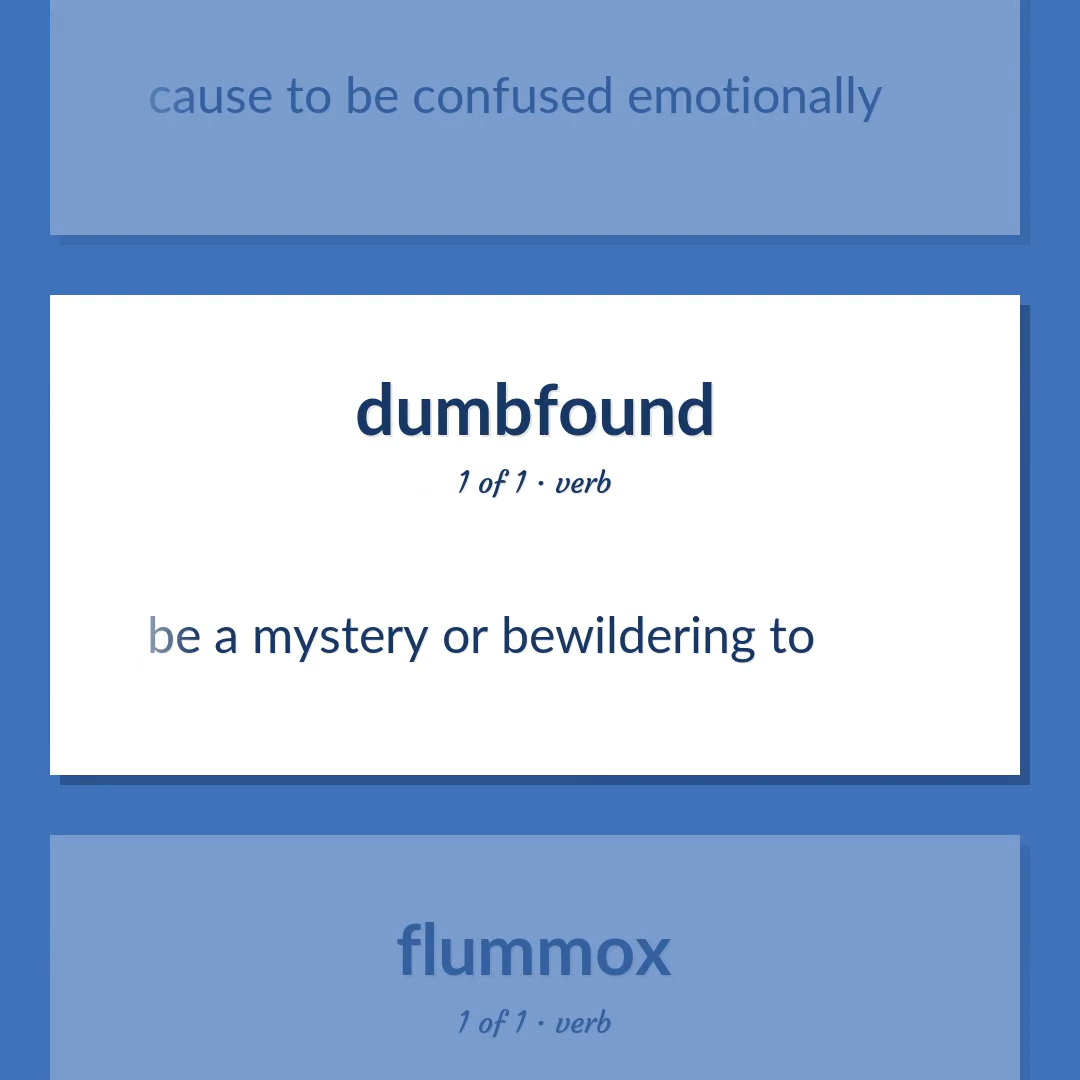 cause to be confused emotionally
dumbfound
1 of 1 · verb
be a mystery or bewildering to
flummox
1 of 1 · verb